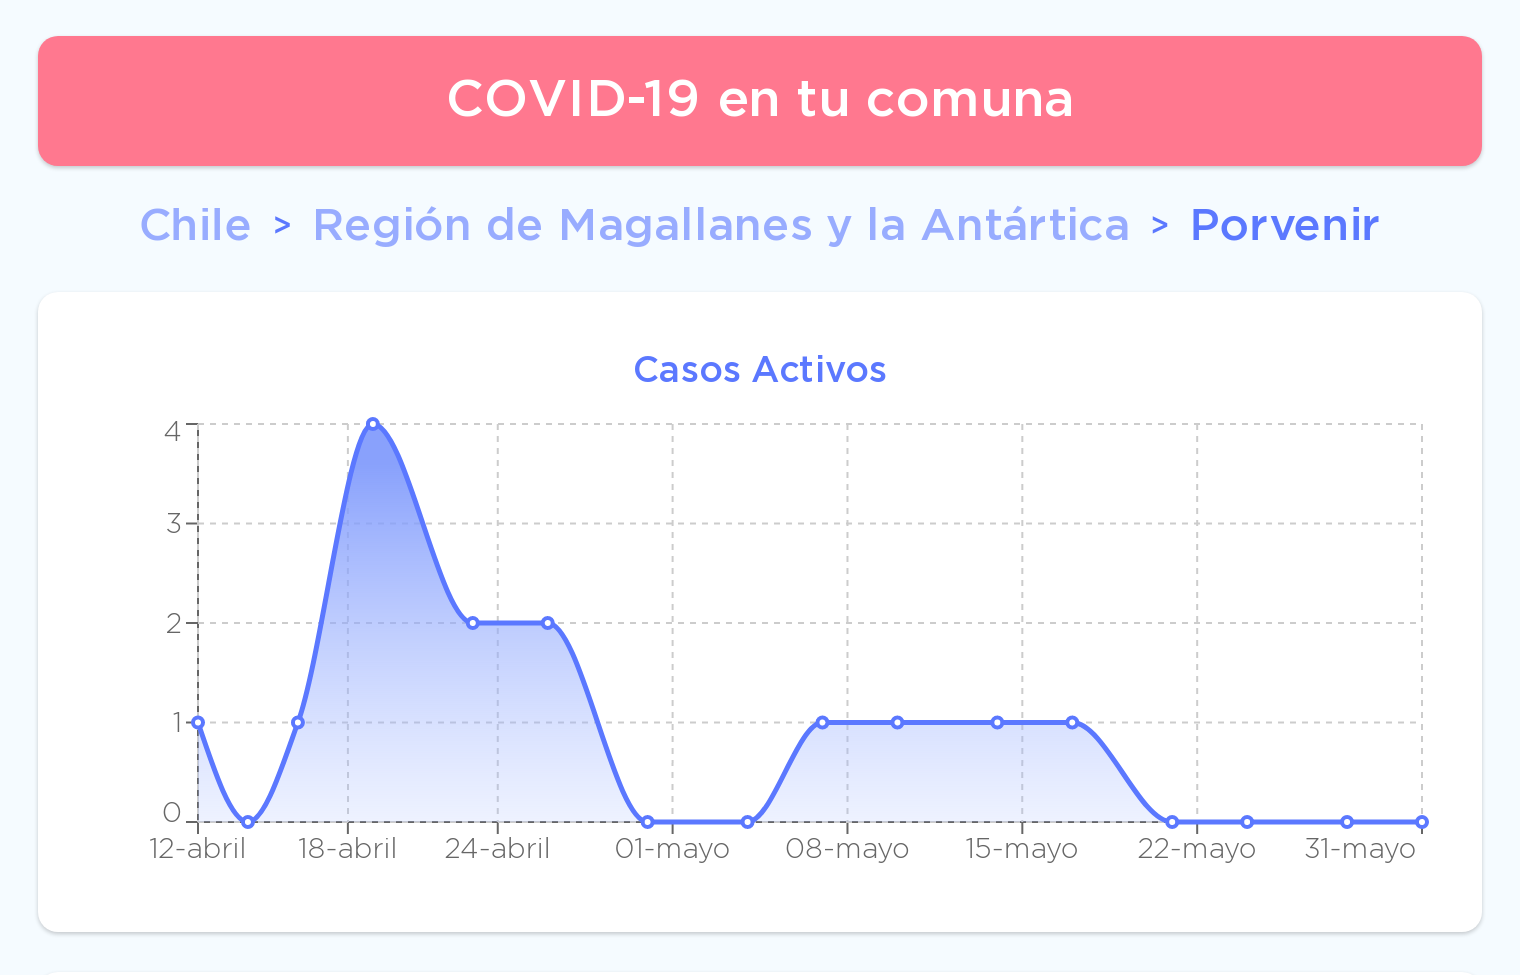 COVID-19 en tu comuna
Chile > Región de Magallanes y la Antártica > Porvenir
Casos Activos
4
3
2
1
0
12-abril 18-abril 24-abril 01-mayo 08-mayo 15-mayo 22-mayo 31-mayo